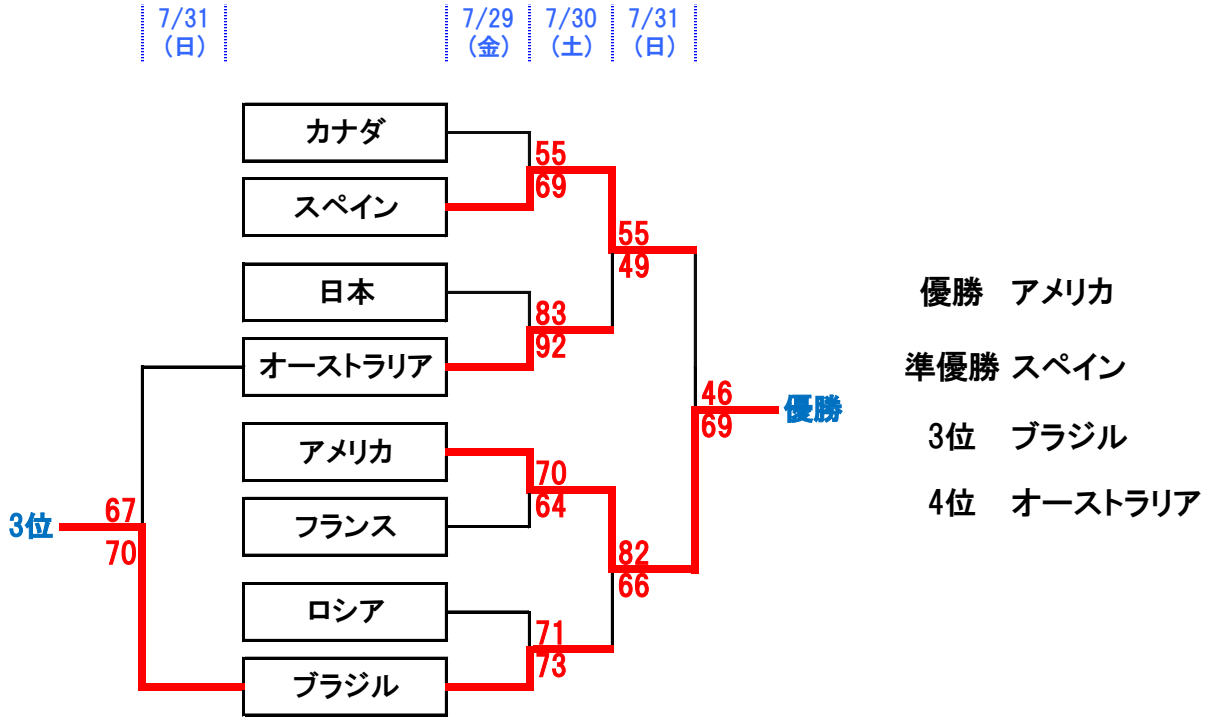 7/31
(日)
7/29
(金)
7/30
(土)
7/31
(日)
カナダ
55
69
スペイン
55
49
日本
83
92
オーストラリア
46
69
優勝
アメリカ
70
64
フランス
82
66
ロシア
71
73
ブラジル
67
70
3位
優勝 アメリカ
準優勝 スペイン
3位 ブラジル
4位 オーストラリア